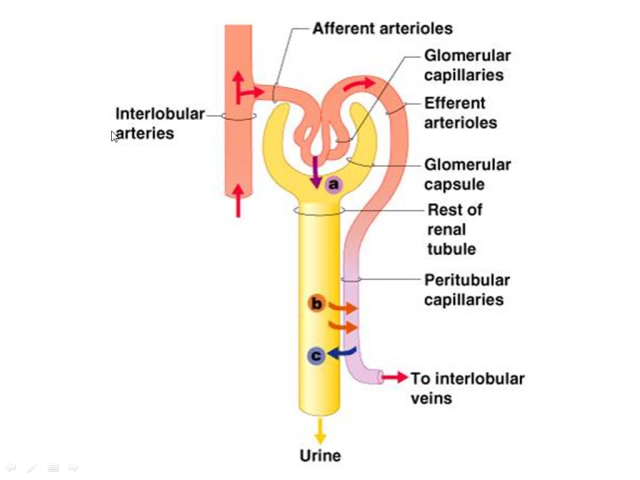 Afferent arterioles
Glomerular
capillaries
Efferent
arterioles
Interlobular
arteries
Glomerular
capsule
a
Rest of
renal
tubule
Peritubular
capillaries
b
c
To interlobular
veins
Urine